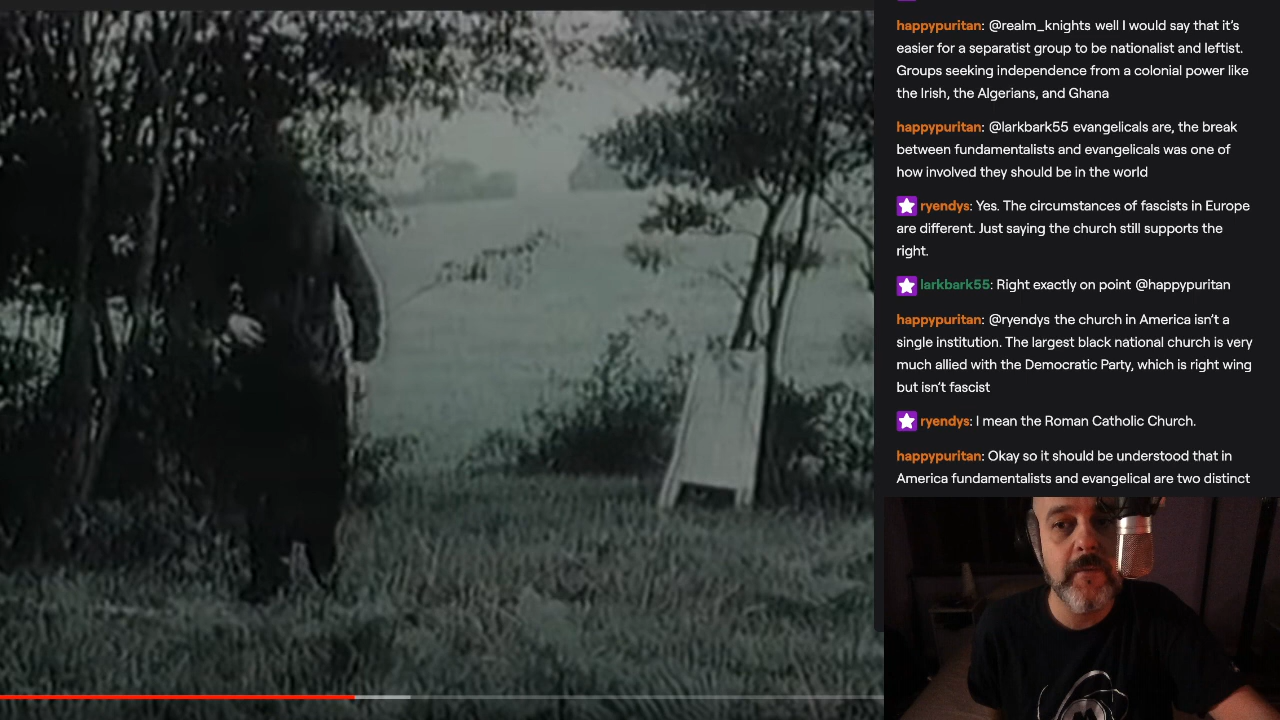 happypuritan: @realm_knights well I would say that it's
easier for a separatist group to be nationalist and leftist.
Groups seeking independence from a colonial power like
the Irish, the Algerians, and Ghana
happypuritan: @larkbark55 evangelicals are, the break
between fundamentalists and evangelicals was one of
how involved they should be in the world
ryendys: Yes. The circumstances of fascists in Europe
are different. Just saying the church still supports the
right.
larkbark55: Right exactly on point @happypuritan
happypuritan: @ryendys the church in America isn't a
single institution. The largest black national church is very
much allied with the Democratic Party, which is right wing
but isn't fascist
ryendys: I mean the Roman Catholic Church.
happypuritan: Okay so it should be understood that in
America fundamentalists and evangelical are two distinct